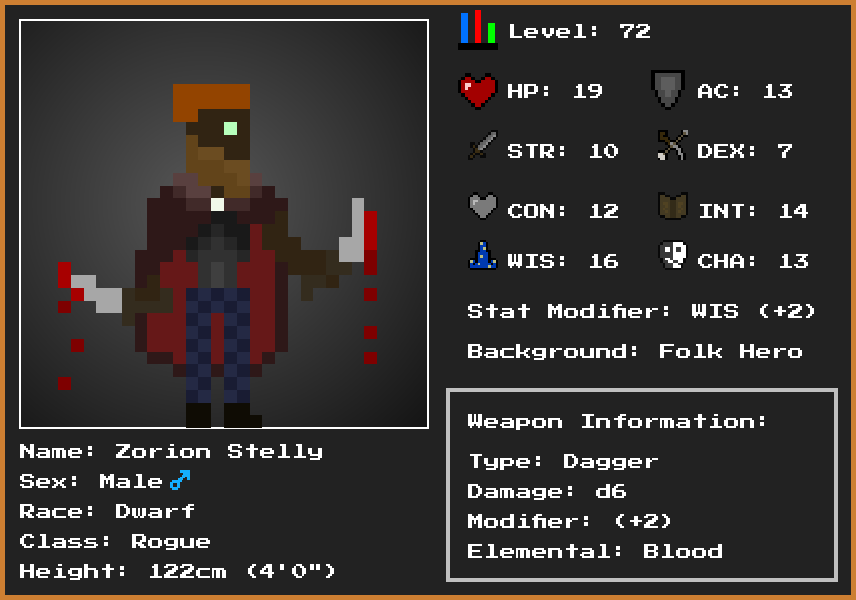 Level: 72
HP: 19
AC: 13
STR: 10
DEX: 7
CON: 12
INT: 14
WIS: 16
CHA: 13
Stat Modifier: WIS (+2)
Background: Folk Hero
Weapon Information:
Type: Dagger
Damage: d6
Modifier: (+2)
Elemental: Blood
Name: Zorion Stelly
Sex: Male♂
Race: Dwarf
Class: Rogue
Height: 122cm (4'0")